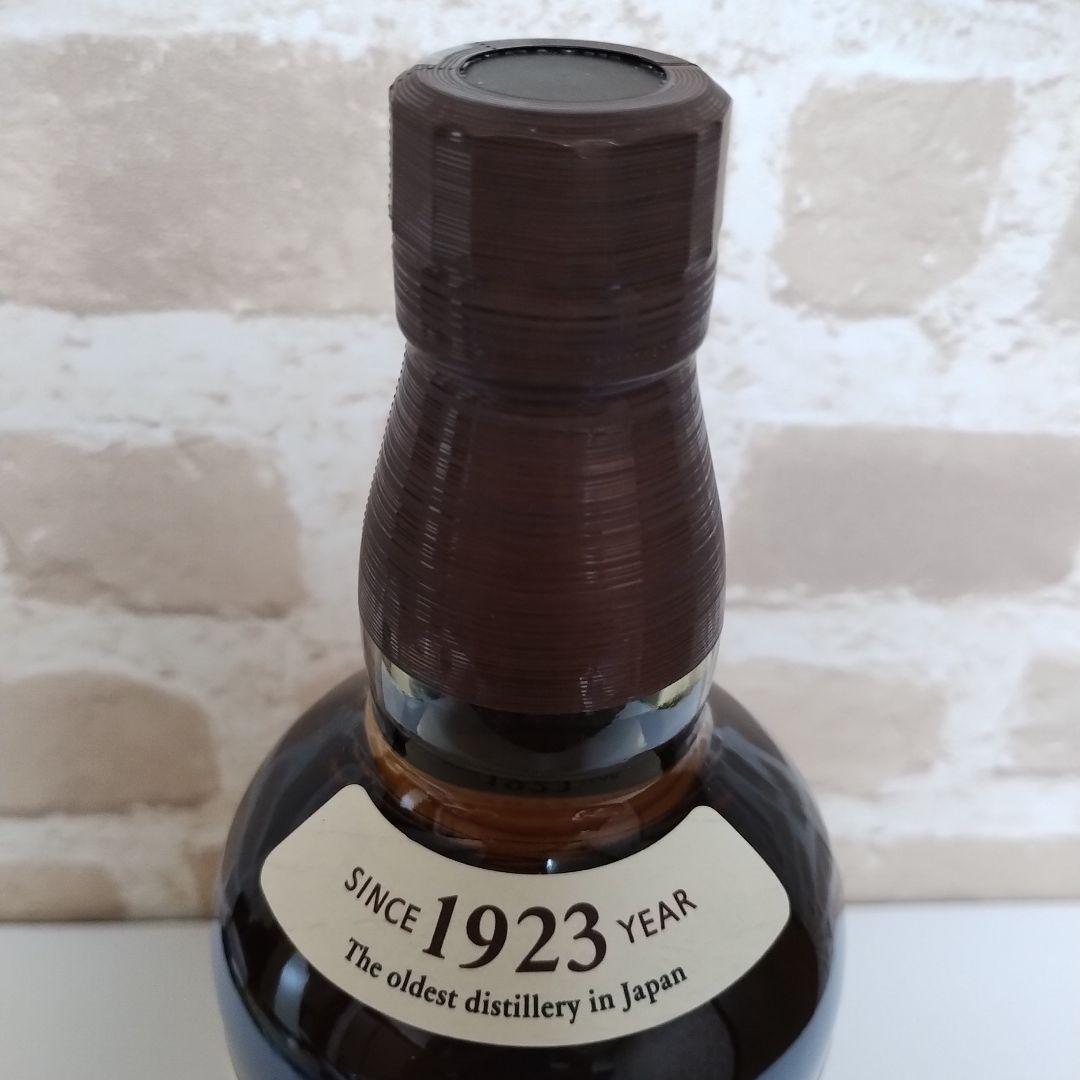 SINCE 1923 YEAR
The oldest distillery in Japan